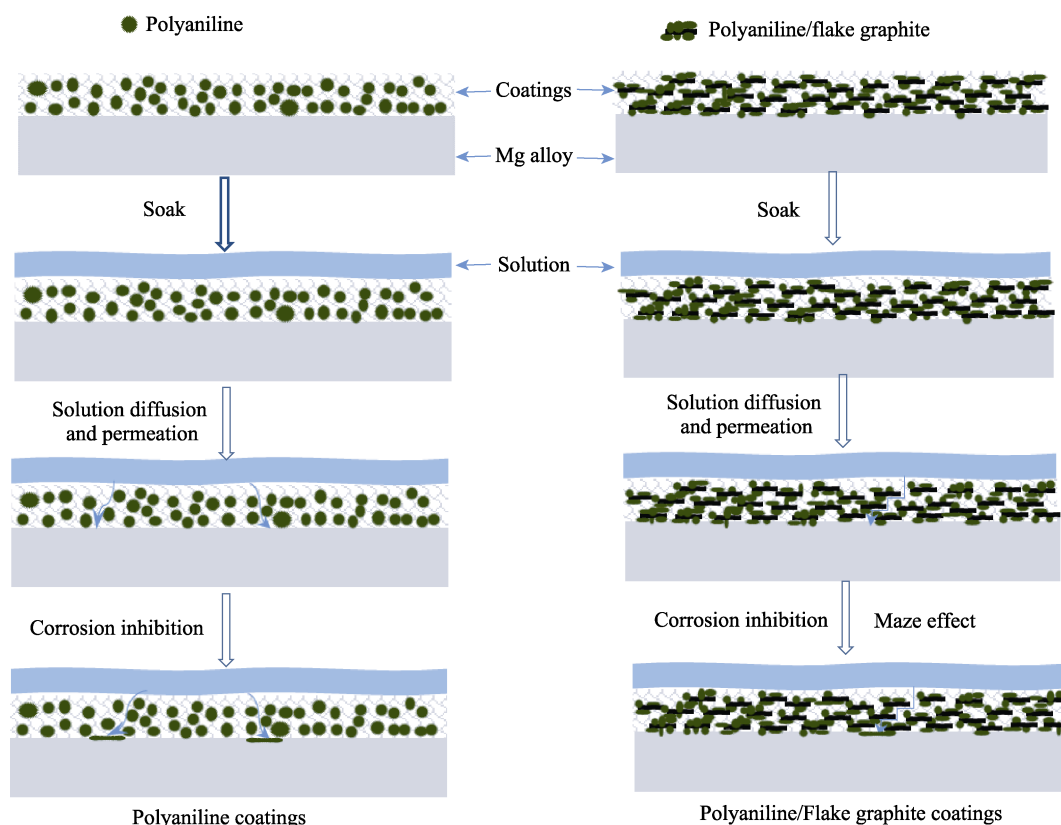 Polyaniline
Polyaniline/flake graphite
Coatings
Mg alloy
Soak
Soak
Solution
Solution diffusion
and permeation
Solution diffusion
and permeation
Corrosion inhibition
Corrosion inhibition
Maze effect
Polyaniline coatings
Polyaniline/Flake graphite coatings